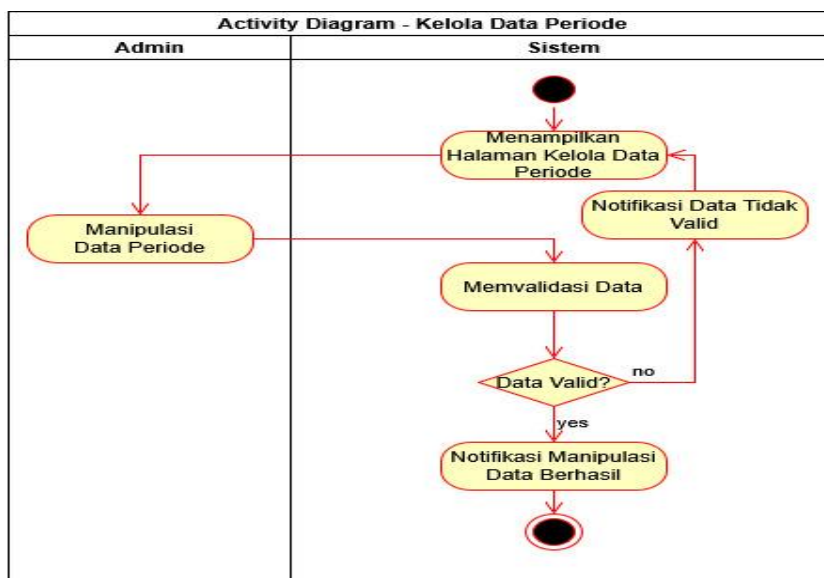 Activity Diagram - Kelola Data Periode
Admin
Sistem
Menampilkan
Halaman Kelola Data
Periode
Notifikasi Data Tidak
Valid
Manipulasi
Data Periode
Memvalidasi Data
Data Valid?
no
yes
Notifikasi Manipulasi
Data Berhasil